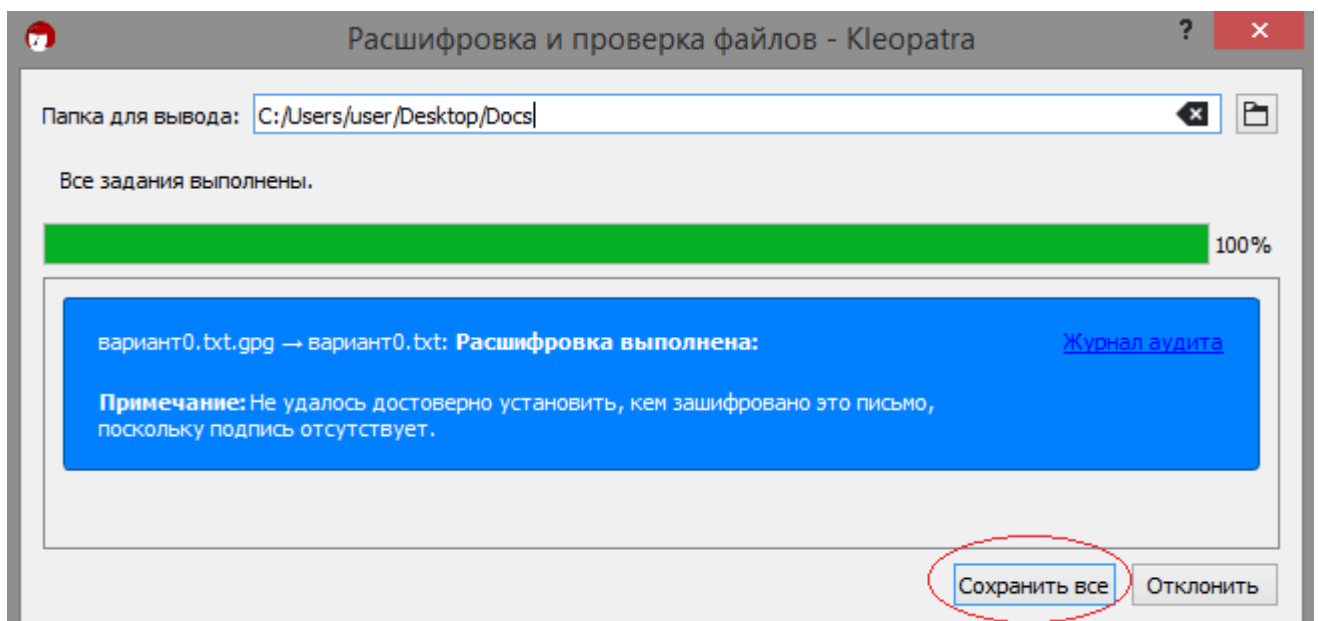 Расшифровка и проверка файлов - Kleopatra
? ×
Папка для вывода: C:/Users/user/Desktop/Docs
Все задания выполнены.
100%
вариант0.txt.gpg → вариант0.txt: Расшифровка выполнена: Журнал аудита
Примечание: Не удалось достоверно установить, кем зашифровано это письмо,
поскольку подпись отсутствует.
Сохранить все Отклонить